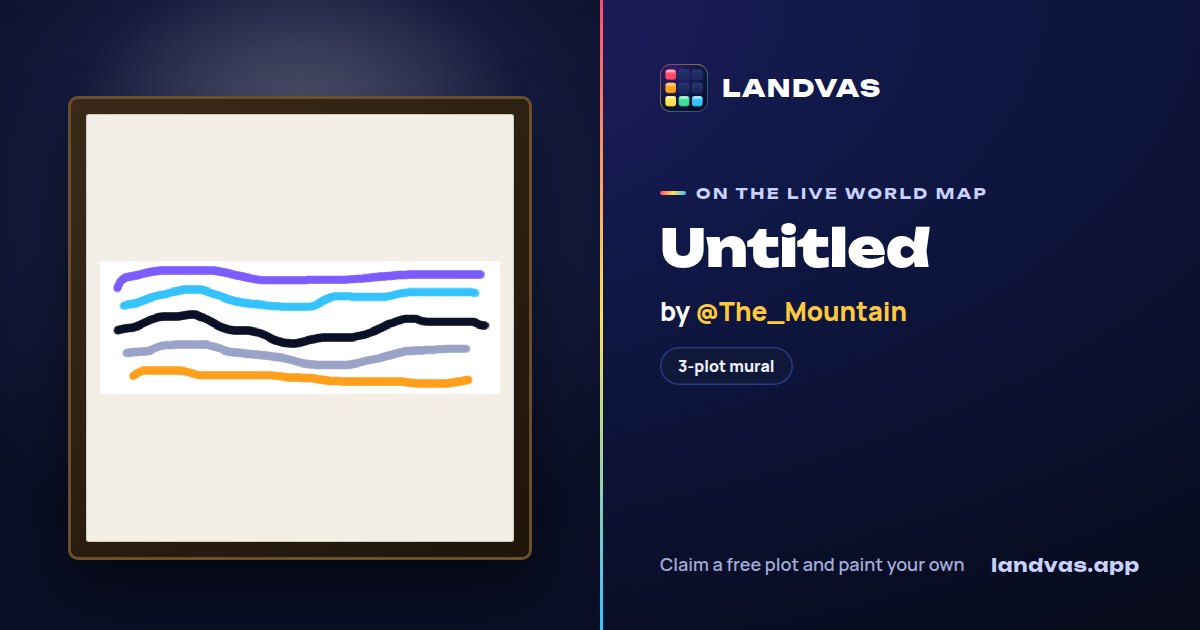 LANDVAS
ON THE LIVE WORLD MAP
Untitled
by @The_Mountain
3-plot mural
Claim a free plot and paint your own landvas.app